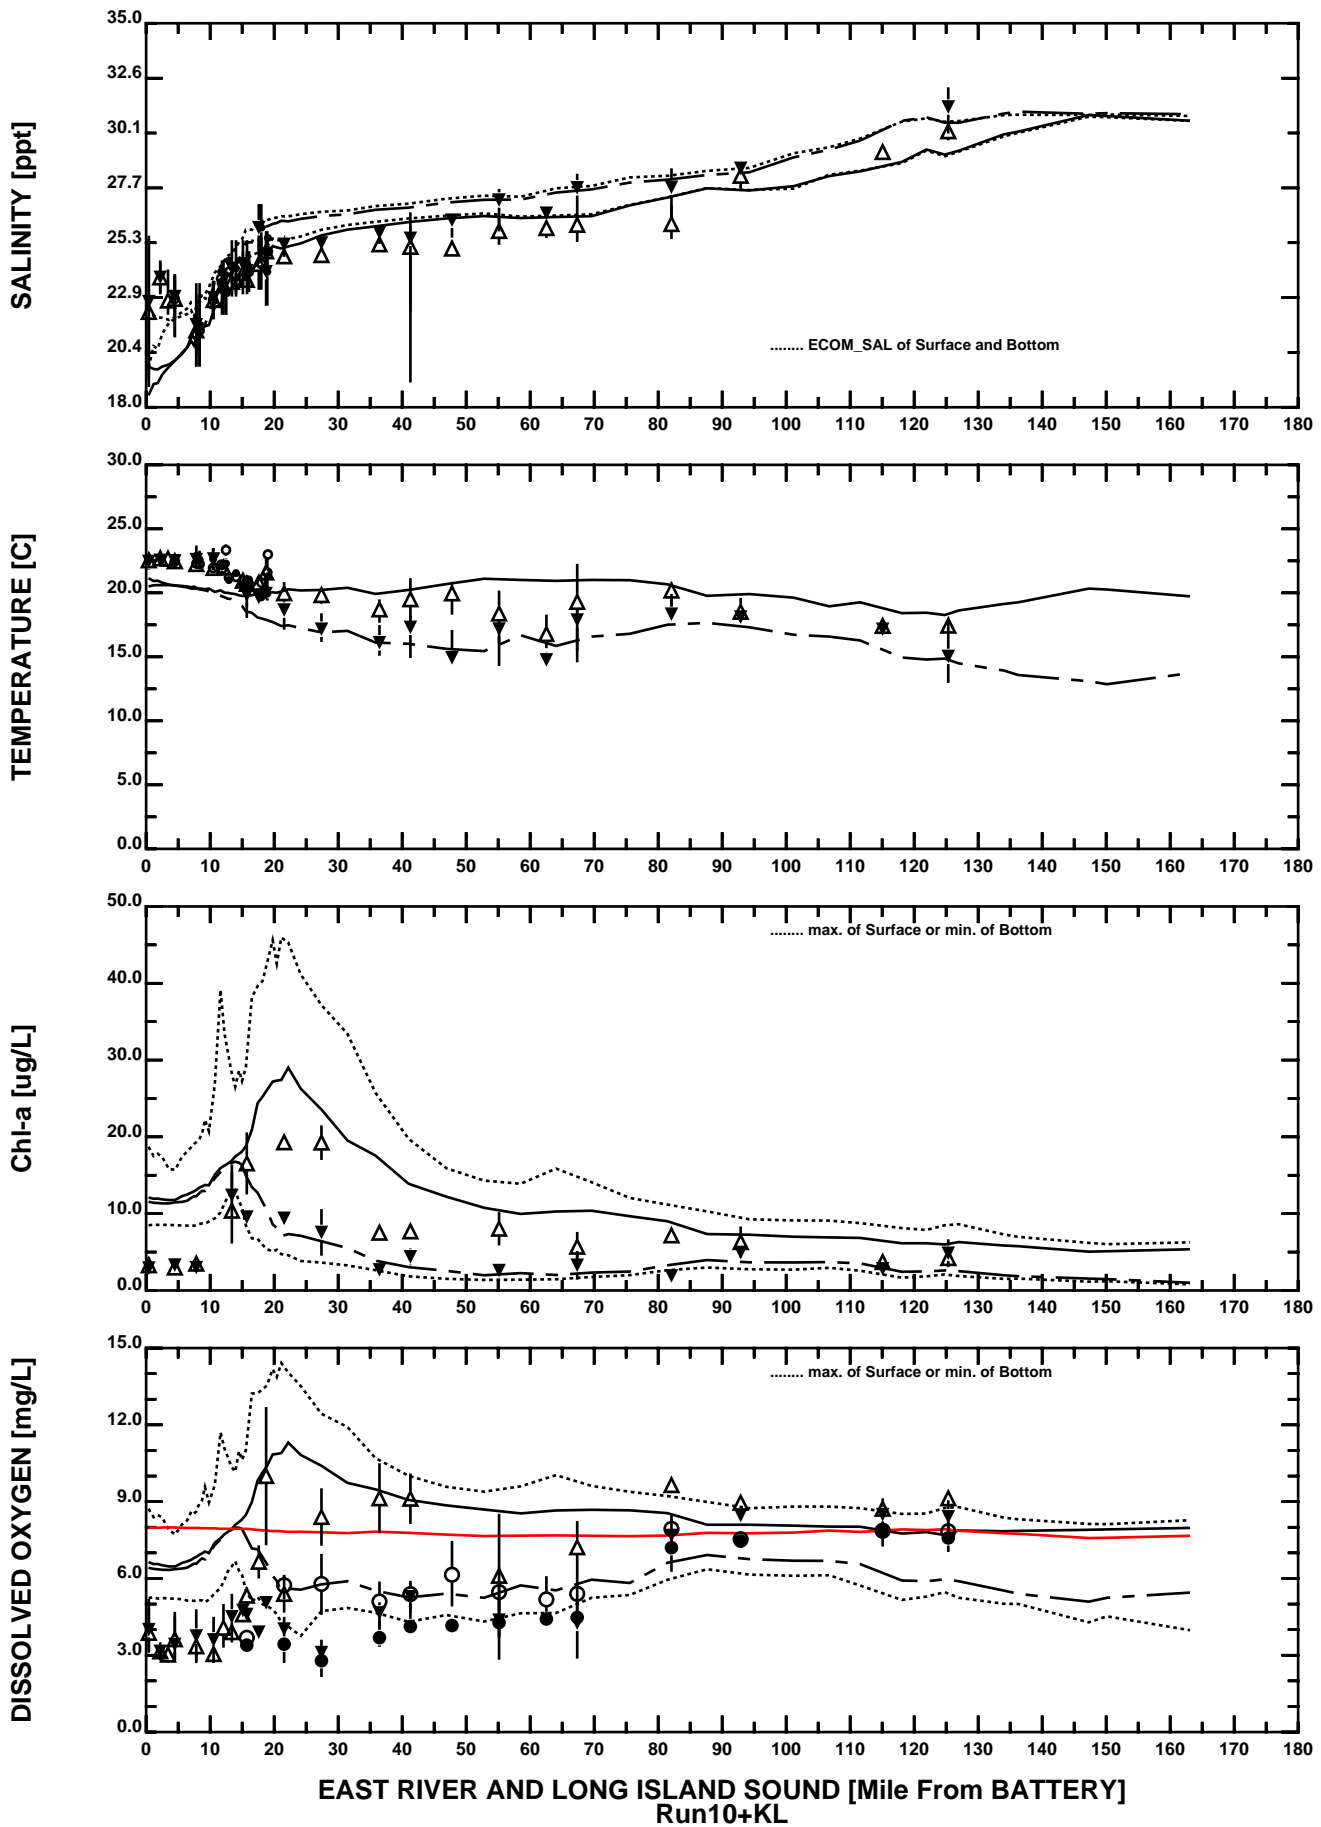 35.0
32.6
30.1
27.7
25.3
22.9
20.4
18.0
SALINITY [ppt]
........ ECOM_SAL of Surface and Bottom
0 10 20 30 40 50 60 70 80 90 100 110 120 130 140 150 160 170 180
30.0
25.0
20.0
15.0
10.0
5.0
0.0
TEMPERATURE [C]
0 10 20 30 40 50 60 70 80 90 100 110 120 130 140 150 160 170 180
50.0
40.0
30.0
20.0
10.0
0.0
Chl-a [ug/L]
........ max. of Surface or min. of Bottom
0 10 20 30 40 50 60 70 80 90 100 110 120 130 140 150 160 170 180
15.0
12.0
9.0
6.0
3.0
0.0
DISSOLVED OXYGEN [mg/L]
........ max. of Surface or min. of Bottom
0 10 20 30 40 50 60 70 80 90 100 110 120 130 140 150 160 170 180
EAST RIVER AND LONG ISLAND SOUND [Mile From BATTERY]
Run10+KL